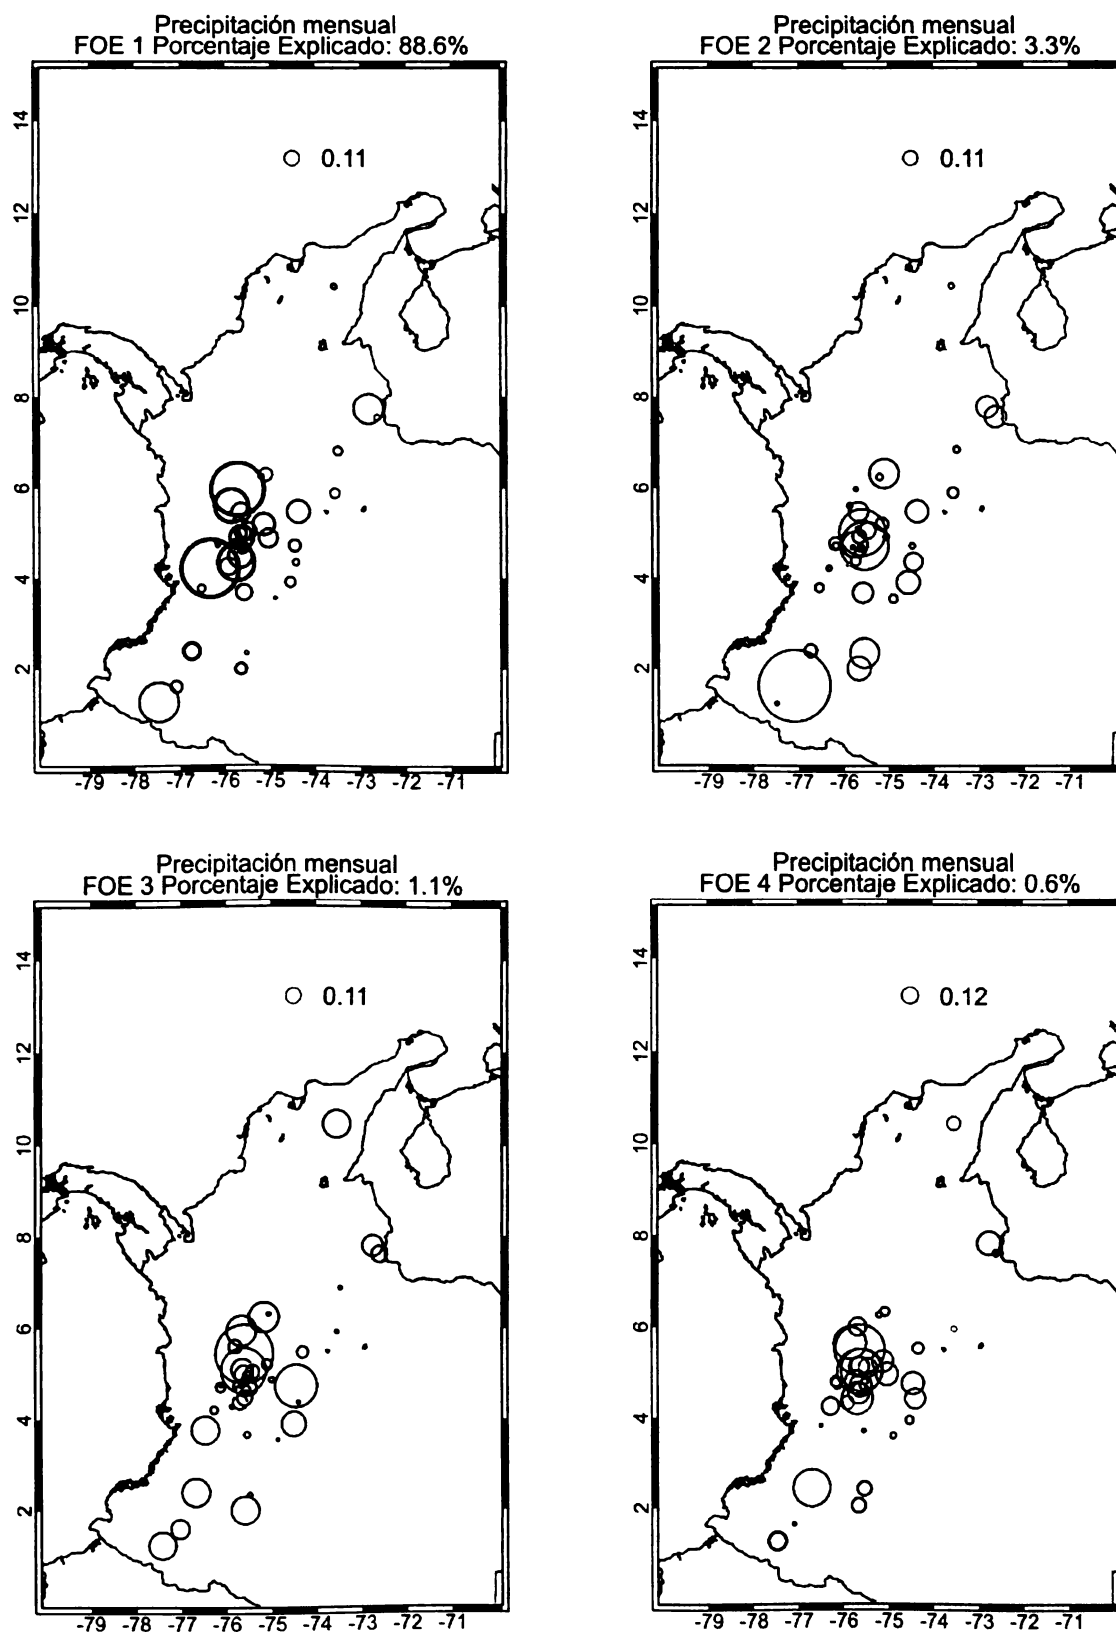 Precipitación mensual
FOE 1 Porcentaje Explicado: 88.6%
14
12
10
8
6
4
2
0.11
-79 -78 -77 -76 -75 -74 -73 -72 -71
Precipitación mensual
FOE 2 Porcentaje Explicado: 3.3%
14
12
10
8
6
4
2
0.11
-79 -78 -77 -76 -75 -74 -73 -72 -71
Precipitación mensual
FOE 3 Porcentaje Explicado: 1.1%
14
12
10
8
6
4
2
0.11
-79 -78 -77 -76 -75 -74 -73 -72 -71
Precipitación mensual
FOE 4 Porcentaje Explicado: 0.6%
14
12
10
8
6
4
2
0.12
-79 -78 -77 -76 -75 -74 -73 -72 -71